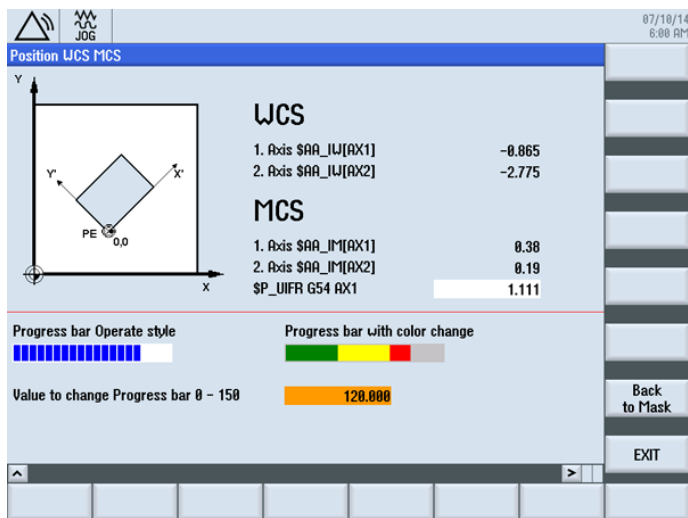 JOG
07/10/14
6:00 AM
Position WCS MCS
Y
Y'
X'
PE
0,0
X
WCS
1. Axis $AA_IW[AX1] -0.865
2. Axis $AA_IW[AX2] -2.775
MCS
1. Axis $AA_IM[AX1] 0.38
2. Axis $AA_IM[AX2] 0.19
$P_UIFR G54 AX1 1.111
Progress bar Operate style
Progress bar with color change
Value to change Progress bar 0 - 150 120.000
Back
to Mask
EXIT